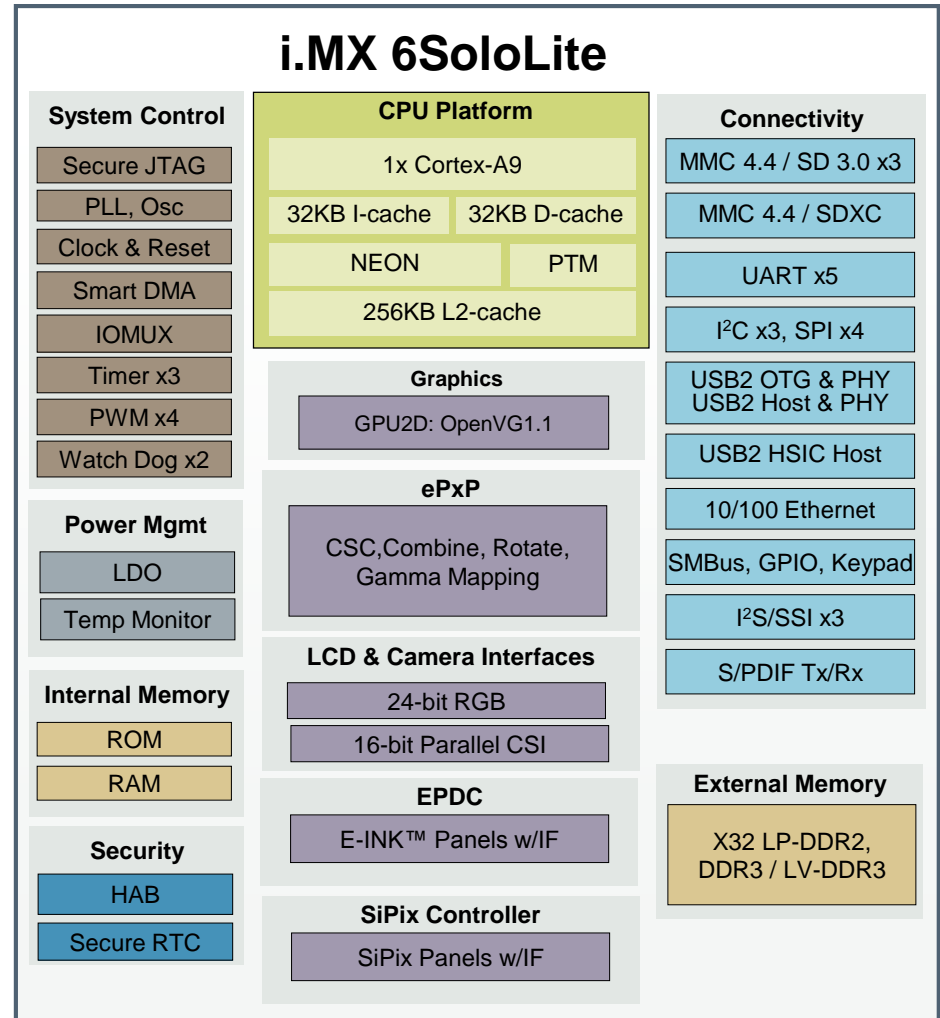 i.MX 6SoloLite
System Control
Secure JTAG
PLL, Osc
Clock & Reset
Smart DMA
IOMUX
Timer x3
PWM x4
Watch Dog x2
Power Mgmt
LDO
Temp Monitor
Internal Memory
ROM
RAM
Security
HAB
Secure RTC
CPU Platform
1x Cortex-A9
32KB I-cache
32KB D-cache
NEON
PTM
256KB L2-cache
Graphics
GPU2D: OpenVG1.1
ePxP
CSC,Combine, Rotate,
Gamma Mapping
LCD & Camera Interfaces
24-bit RGB
16-bit Parallel CSI
EPDC
E-INK™ Panels w/IF
SiPix Controller
SiPix Panels w/IF
Connectivity
MMC 4.4 / SD 3.0 x3
MMC 4.4 / SDXC
UART x5
I²C x3, SPI x4
USB2 OTG & PHY
USB2 Host & PHY
USB2 HSIC Host
10/100 Ethernet
SMBus, GPIO, Keypad
I²S/SSI x3
S/PDIF Tx/Rx
External Memory
X32 LP-DDR2,
DDR3 / LV-DDR3